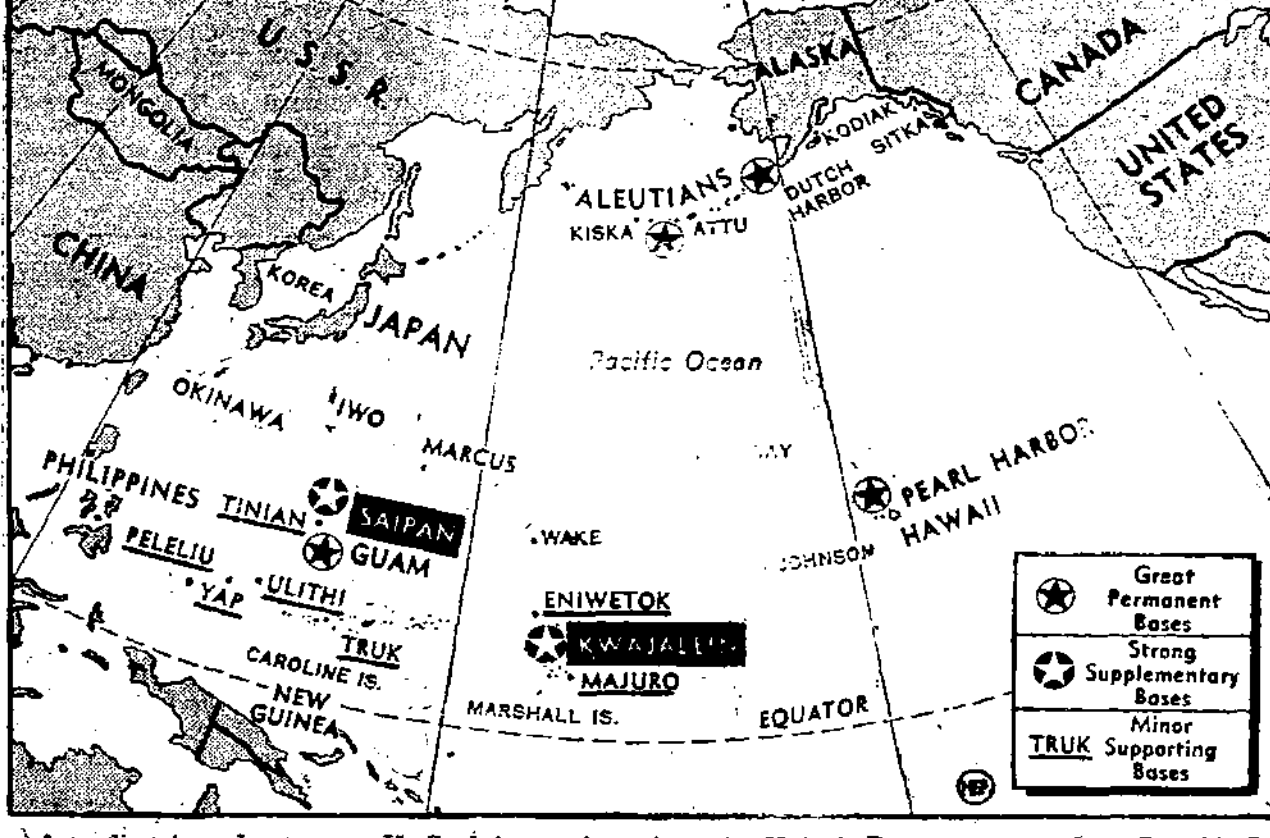 U. S. S. R.
MONGOLIA
CHINA
KOREA
JAPAN
ALASKA
CANADA
UNITED
STATES
KODIAK
SITKA
DUTCH
HARBOR
ALEUTIANS
KISKA
ATTU
Pacific Ocean
OKINAWA
IWO
MARCUS
PHILIPPINES
TINIAN
SAIPAN
GUAM
PELELIU
YAP
ULITHI
TRUK
CAROLINE IS.
NEW
GUINEA
WAKE
ENIWETOK
KWAJALEIN
MAJURO
MARSHALL IS.
EQUATOR
PEARL HARBOR
HAWAII
JOHNSON
Great
Permanent
Bases
Strong
Supplementary
Bases
TRUK
Minor
Supporting
Bases